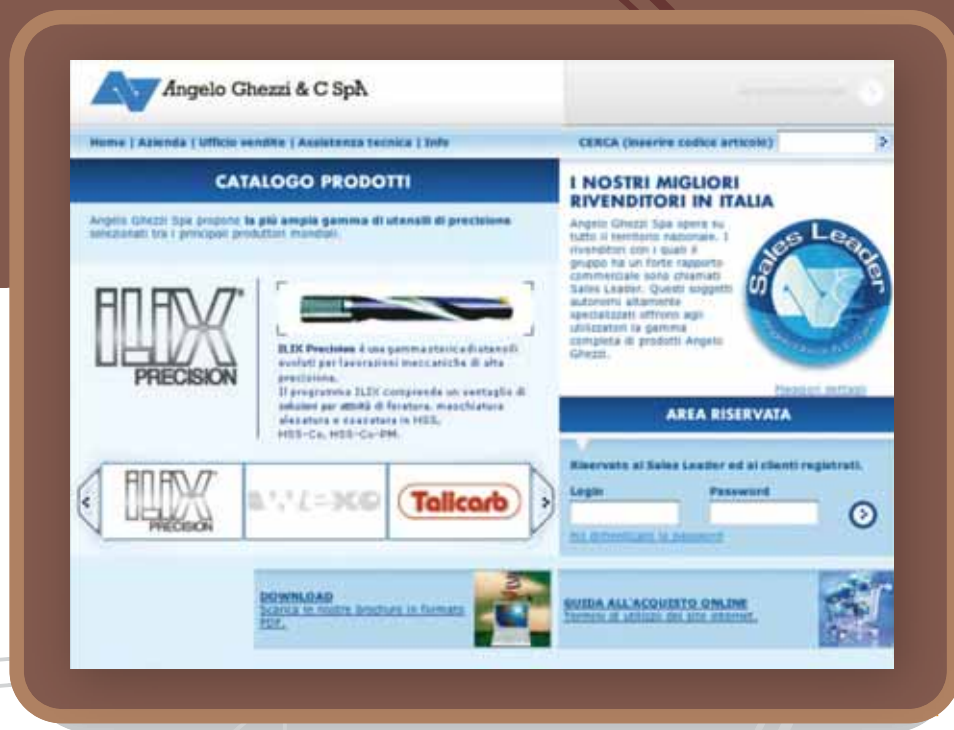 Angelo Ghezzi & C SpA
Home | Azienda | Ufficio vendite | Assistenza tecnica | Info
CERCA (inserire codice articolo)
CATALOGO PRODOTTI
Angelo Ghezzi Spa propone la più ampia gamma di utensili di precisione
selezionati tra i principali produttori mondiali.
iLiX
PRECISION
ILIX Precision è una gamma storica di utensili
evoluti per lavorazioni meccaniche di alta
precisione.
Il programma ILIX comprende un ventaglio di
soluzioni per attività di foratura, maschiatura
alesatura e svasatura in HSS,
HSS-Co, HSS-Co-PM.
iLiX
PRECISION
Talicarb
I NOSTRI MIGLIORI
RIVENDITORI IN ITALIA
Angelo Ghezzi Spa opera su
tutto il territorio nazionale. I
rivenditori con i quali il
gruppo ha un forte rapporto
commerciale sono chiamati
Sales Leader. Questi soggetti
autonomi altamente
specializzati offrono agli
utilizzatori la gamma
completa di prodotti Angelo
Ghezzi.
Sales Leader
Maggiori dettagli
AREA RISERVATA
Riservato ai Sales Leader ed ai clienti registrati.
Login
Password
Hai dimenticato la password
DOWNLOAD
Scarica le nostre brochure in formato
PDF.
GUIDA ALL'ACQUISTO ONLINE
Termini di utilizzo del sito internet.